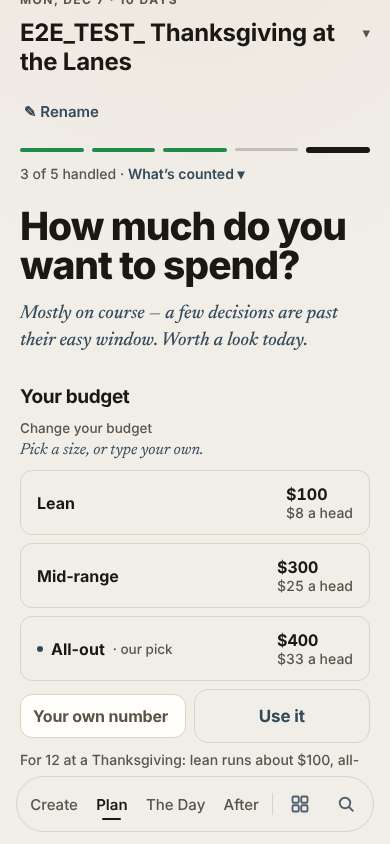 MON, DEC 7 · 10 DAYS
E2E_TEST_ Thanksgiving at
the Lanes
▾
✎ Rename
3 of 5 handled · What's counted ▾
How much do you
want to spend?
Mostly on course — a few decisions are past
their easy window. Worth a look today.
Your budget
Change your budget
Pick a size, or type your own.
Lean
$100
$8 a head
Mid-range
$300
$25 a head
All-out · our pick
$400
$33 a head
Your own number
Use it
For 12 at a Thanksgiving: lean runs about $100, all-
Create Plan The Day After